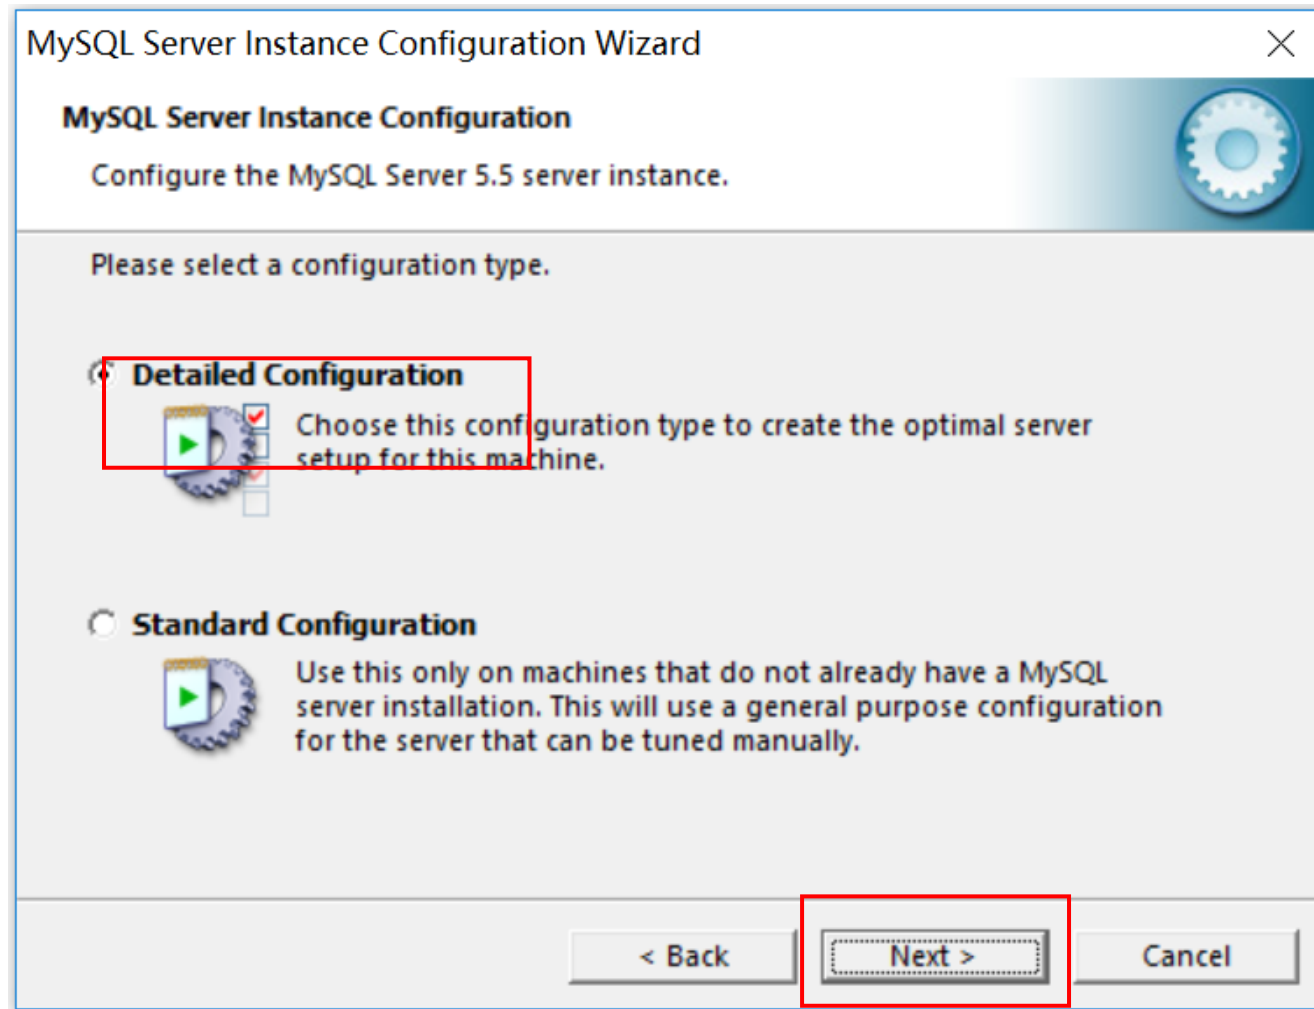 MySQL Server Instance Configuration Wizard
MySQL Server Instance Configuration
Configure the MySQL Server 5.5 server instance.
Please select a configuration type.
Detailed Configuration
Choose this configuration type to create the optimal server
setup for this machine.
Standard Configuration
Use this only on machines that do not already have a MySQL
server installation. This will use a general purpose configuration
for the server that can be tuned manually.
< Back
Next >
Cancel